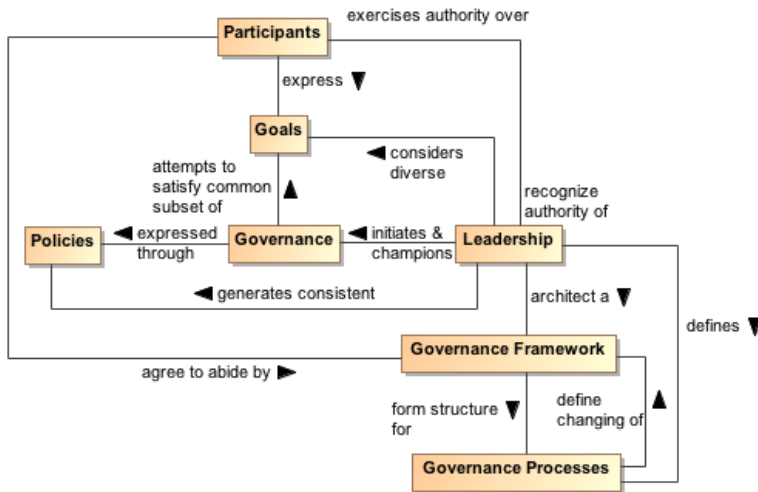 exercises authority over
Participants
express
Goals
considers
diverse
attempts to
satisfy common
subset of
recognize
authority of
Policies
expressed
through
Governance
initiates &
champions
Leadership
generates consistent
architect a
defines
Governance Framework
agree to abide by
form structure
for
define
changing of
Governance Processes